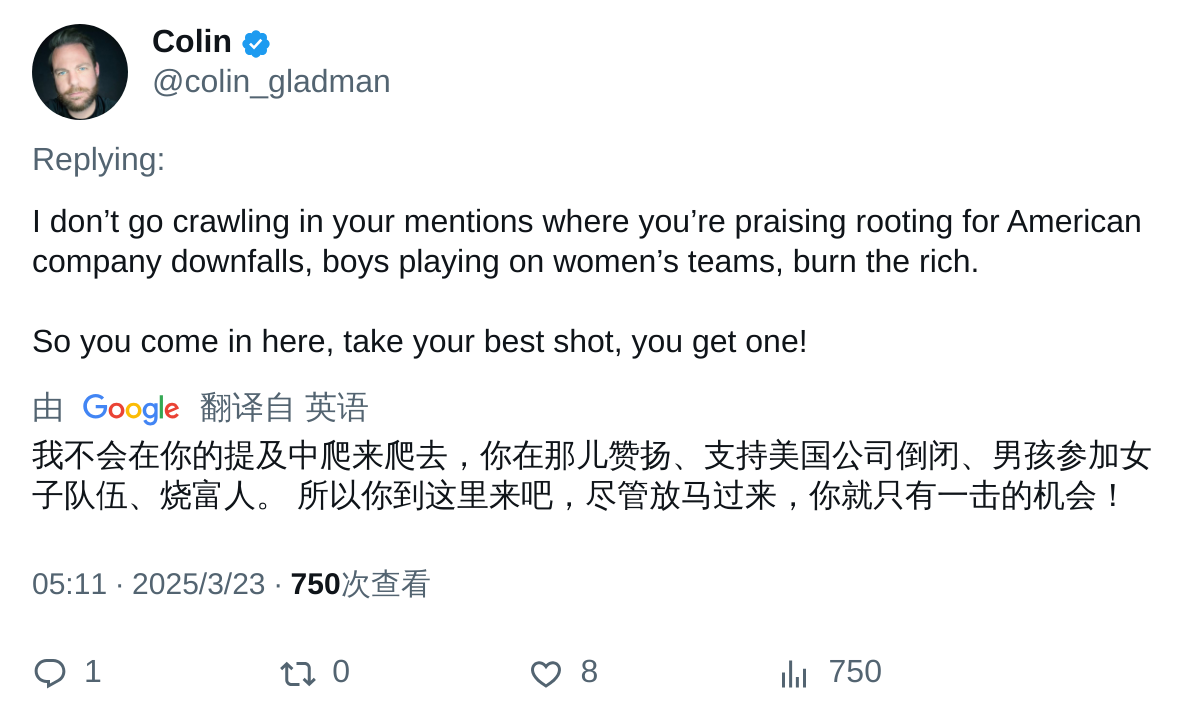 Colin
@colin_gladman
Replying:
I don’t go crawling in your mentions where you’re praising rooting for American
company downfalls, boys playing on women’s teams, burn the rich.
So you come in here, take your best shot, you get one!
由 Google 翻译自 英语
我不会在你的提及中爬来爬去，你在那儿赞扬、支持美国公司倒闭、男孩参加女
子队伍、烧富人。 所以你到这里来吧，尽管放马过来，你就只有一击的机会！
05:11 · 2025/3/23 · 750次查看
1 0 8 750